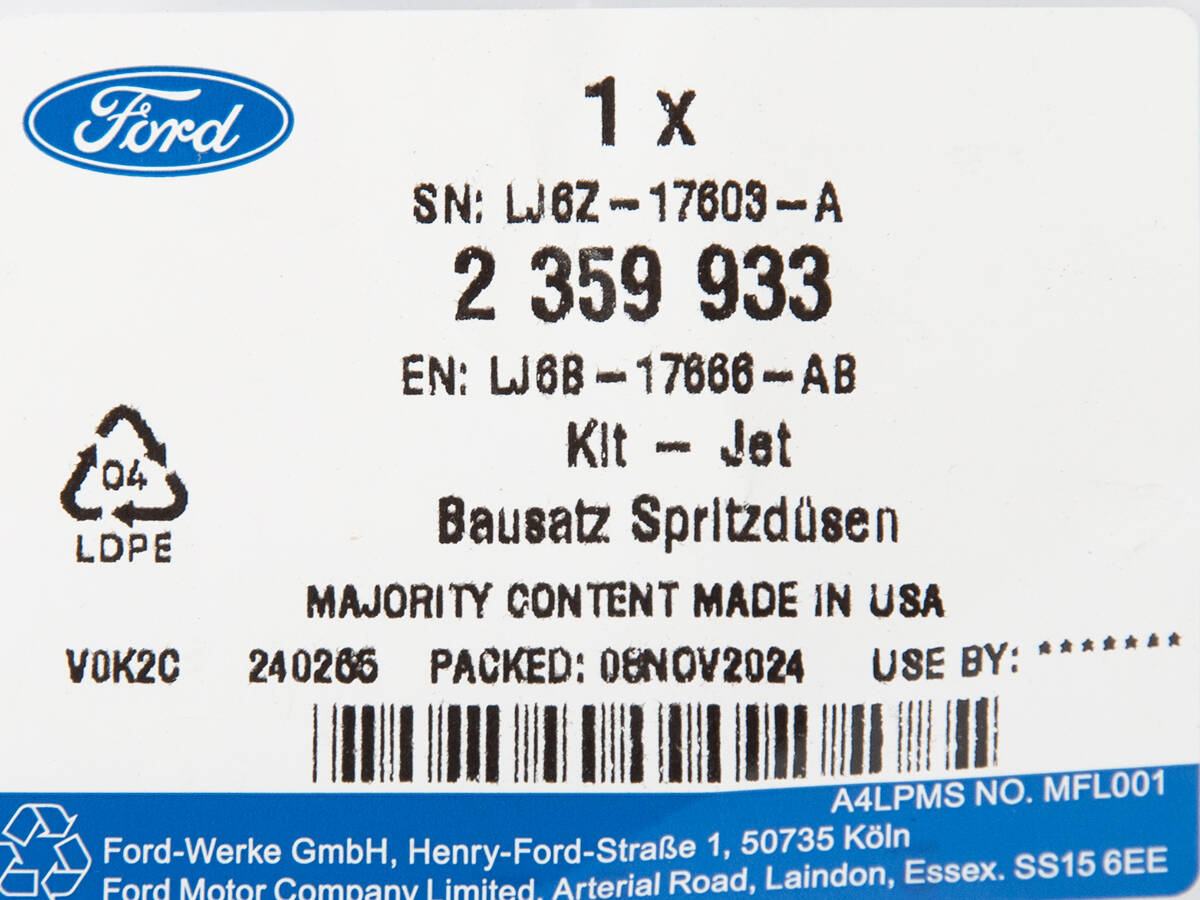 Ford
1 x
SN: LJ6Z-17603-A
2 359 933
EN: LJ6B-17666-AB
Kit - Jet
04
LDPE
Bausatz Spritzdüsen
MAJORITY CONTENT MADE IN USA
V0K2C 240265 PACKED: 08NOV2024 USE BY: *******
A4LPMS NO. MFL001
Ford-Werke GmbH, Henry-Ford-Straße 1, 50735 Köln
Ford Motor Company Limited, Arterial Road, Laindon, Essex. SS15 6EE